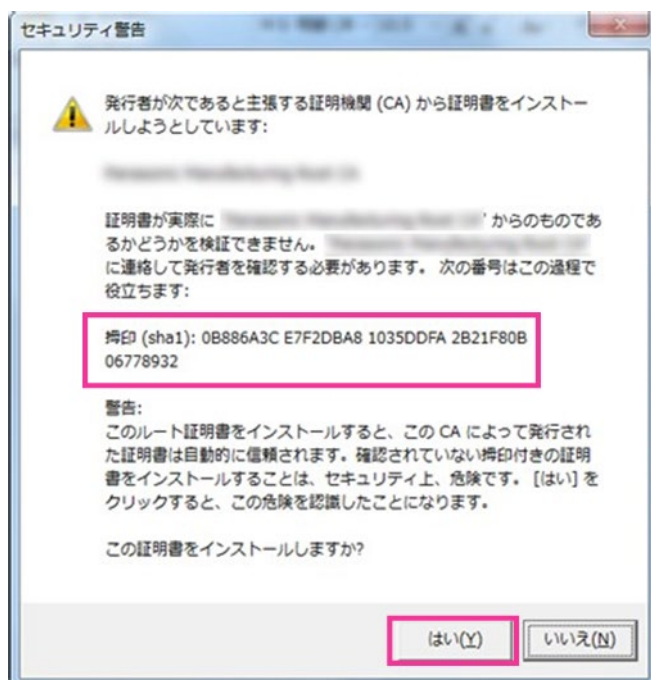 セキュリティ警告
発行者が次であると主張する証明機関 (CA) から証明書をインストー
ルしようとしています:
証明書が実際に ' からのものであ
るかどうかを検証できません。
に連絡して発行者を確認する必要があります。 次の番号はこの過程で
役立ちます:
拇印 (sha1): 0B886A3C E7F2DBA8 1035DDFA 2B21F80B
06778932
警告:
このルート証明書をインストールすると、この CA によって発行され
た証明書は自動的に信頼されます。確認されていない拇印付きの証明
書をインストールすることは、セキュリティ上、危険です。 [はい] を
クリックすると、この危険を認識したことになります。
この証明書をインストールしますか?
はい(Y)
いいえ(N)